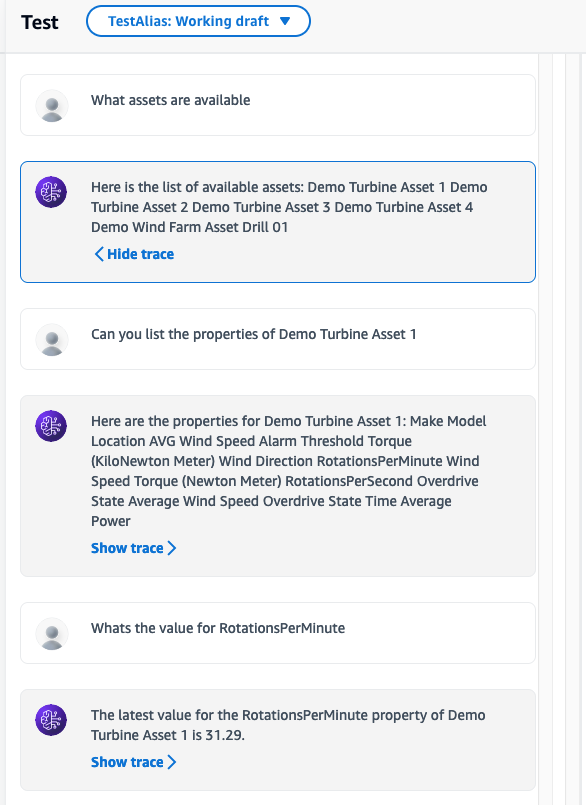 Test
TestAlias: Working draft
What assets are available
Here is the list of available assets: Demo Turbine Asset 1 Demo
Turbine Asset 2 Demo Turbine Asset 3 Demo Turbine Asset 4
Demo Wind Farm Asset Drill 01
Hide trace
Can you list the properties of Demo Turbine Asset 1
Here are the properties for Demo Turbine Asset 1: Make Model
Location AVG Wind Speed Alarm Threshold Torque
(KiloNewton Meter) Wind Direction RotationsPerMinute Wind
Speed Torque (Newton Meter) RotationsPerSecond Overdrive
State Average Wind Speed Overdrive State Time Average
Power
Show trace
Whats the value for RotationsPerMinute
The latest value for the RotationsPerMinute property of Demo
Turbine Asset 1 is 31.29.
Show trace